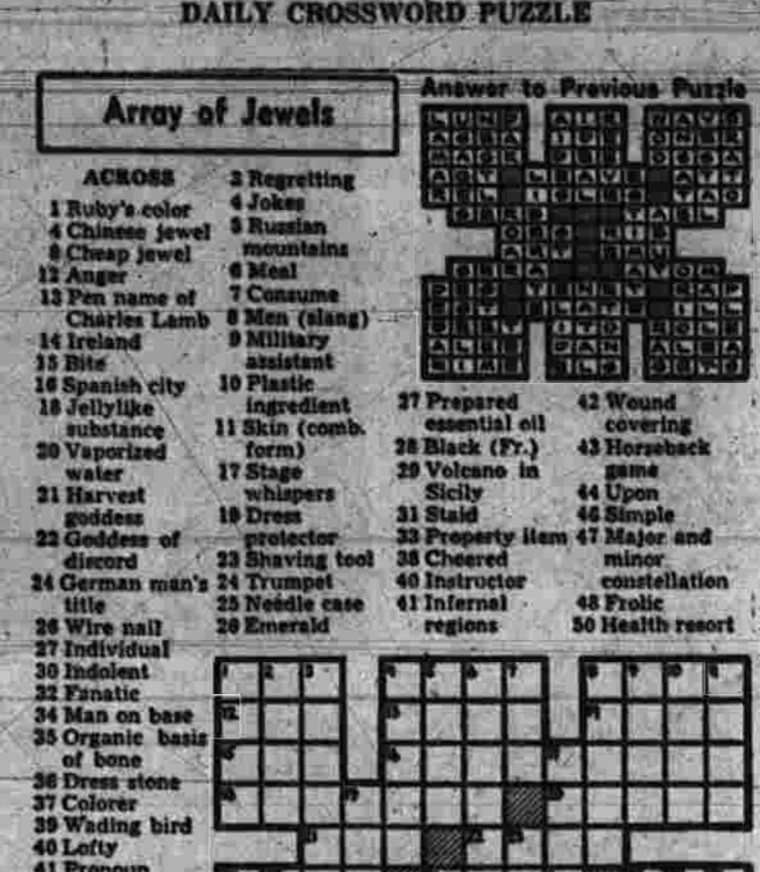 DAILY CROSSWORD PUZZLE
Array of Jewels
Answer to Previous Puzzle
ACROSS
1 Ruby's color
4 Chinese jewel
8 Cheap jewel
12 Anger
13 Pen name of
Charles Lamb
14 Ireland
15 Bite
16 Spanish city
18 Jellylike
substance
20 Vaporized
water
21 Harvest
goddess
22 Goddess of
discord
24 German man's
title
26 Wire nail
27 Individual
30 Indolent
32 Fanatic
34 Man on base
35 Organic basis
of bone
36 Dress stone
37 Colorer
39 Wading bird
40 Lofty
41 Pronoun
3 Regretting
4 Jokes
5 Russian
mountains
6 Meal
7 Consume
8 Men (slang)
9 Military
assistant
10 Plastic
ingredient
11 Skin (comb.
form)
17 Stage
whispers
19 Dress
protector
23 Shaving tool
24 Trumpet
25 Needle case
26 Emerald
27 Prepared
essential oil
28 Black (Fr.)
29 Volcano in
Sicily
31 Staid
33 Property item
38 Cheered
40 Instructor
41 Infernal
regions
42 Wound
covering
43 Horseback
game
44 Upon
46 Simple
47 Major and
minor
constellation
48 Frolic
50 Health resort